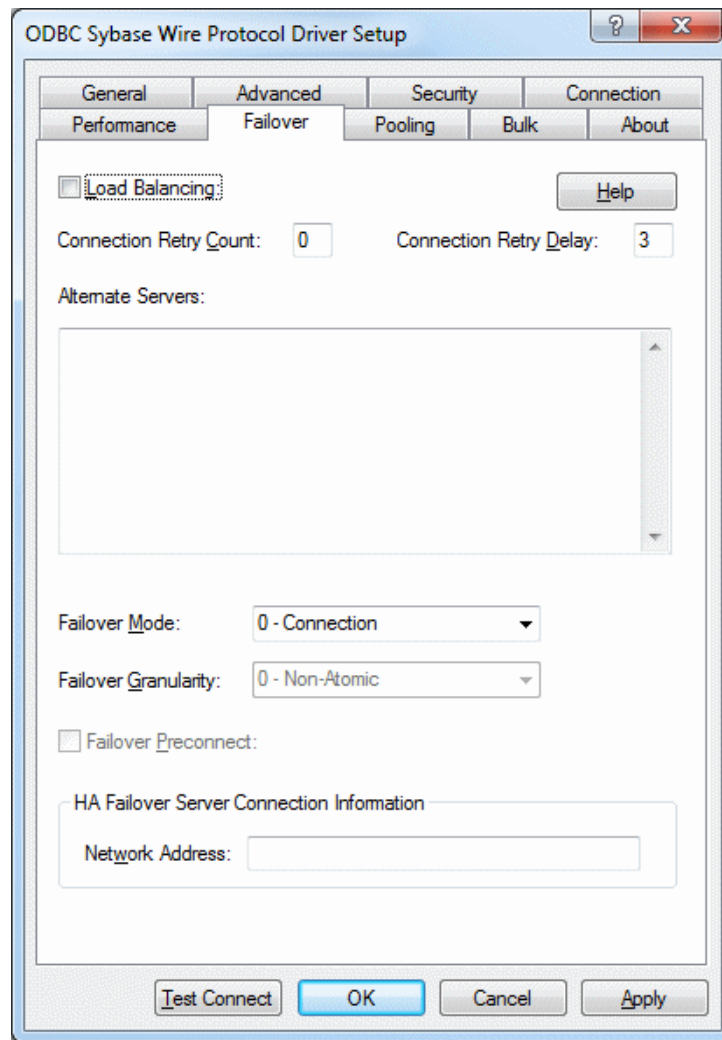 ODBC Sybase Wire Protocol Driver Setup
General Advanced Security Connection
Performance Failover Pooling Bulk About
Load Balancing:
Help
Connection Retry Count: 0 Connection Retry Delay: 3
Alternate Servers:
Failover Mode: 0 - Connection
Failover Granularity: 0 - Non-Atomic
Failover Preconnect:
HA Failover Server Connection Information
Network Address:
Test Connect OK Cancel Apply